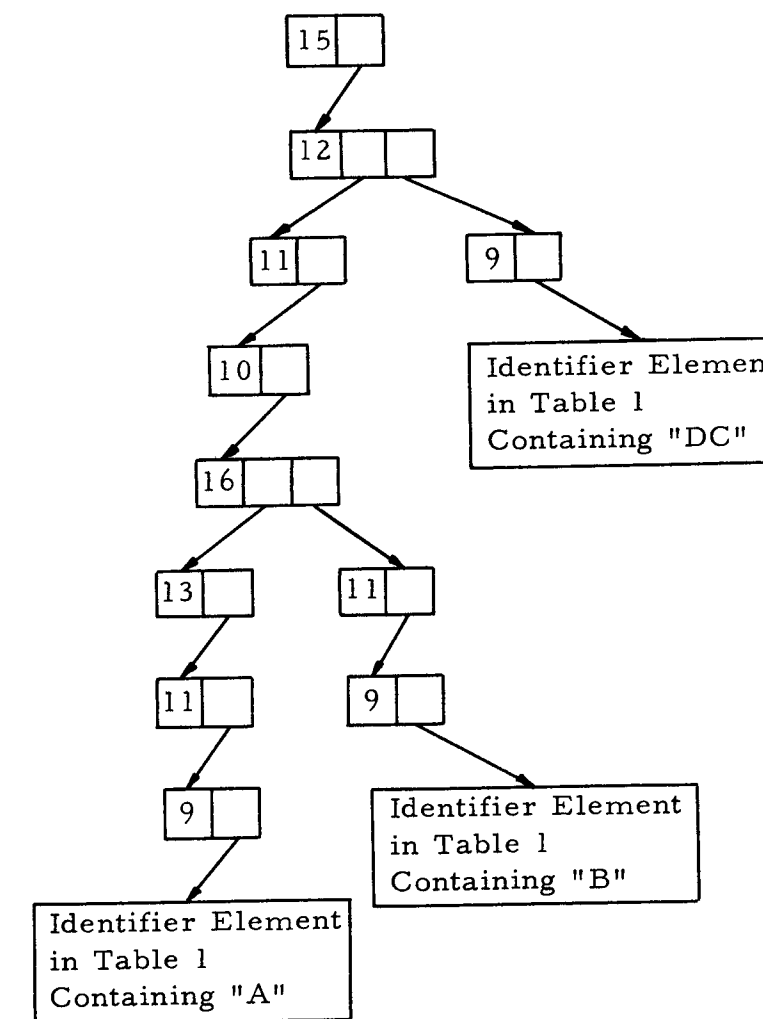 15
12
11
9
10
Identifier Elemen
in Table 1
Containing "DC"
16
13
11
11
9
9
Identifier Element
in Table 1
Containing "B"
Identifier Element
in Table 1
Containing "A"